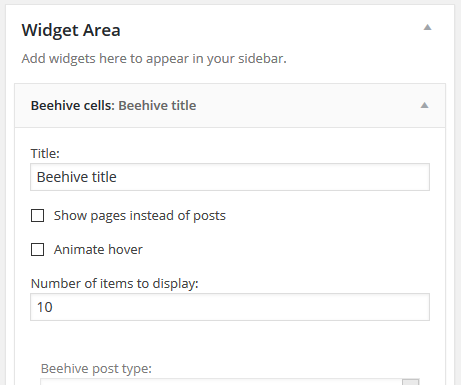 Widget Area
Add widgets here to appear in your sidebar.
Beehive cells: Beehive title
Title:
Beehive title
Show pages instead of posts
Animate hover
Number of items to display:
10
Beehive post type: